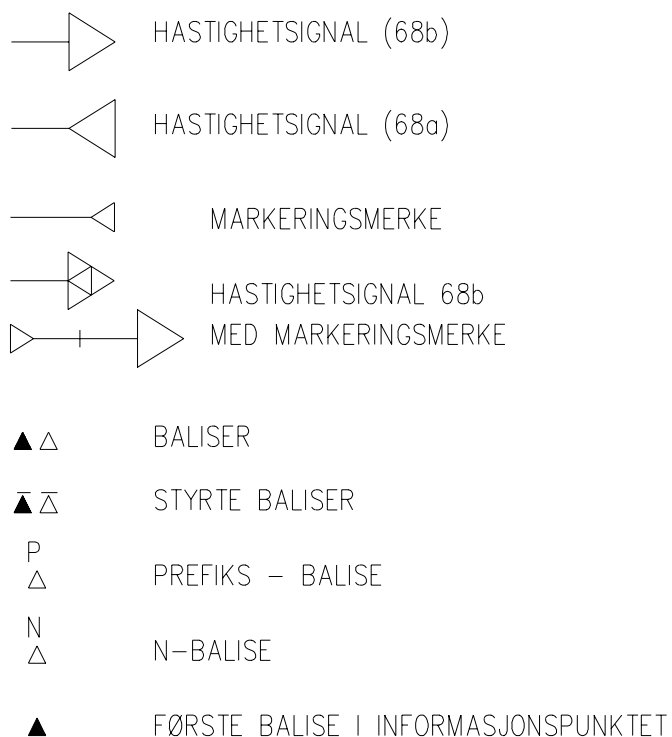 HASTIGHETSIGNAL (68b)
HASTIGHETSIGNAL (68a)
MARKERINGSMERKE
HASTIGHETSIGNAL 68b
MED MARKERINGSMERKE
BALISER
STYRTE BALISER
P
PREFIKS - BALISE
N
N-BALISE
FØRSTE BALISE I INFORMASJONSPUNKTET